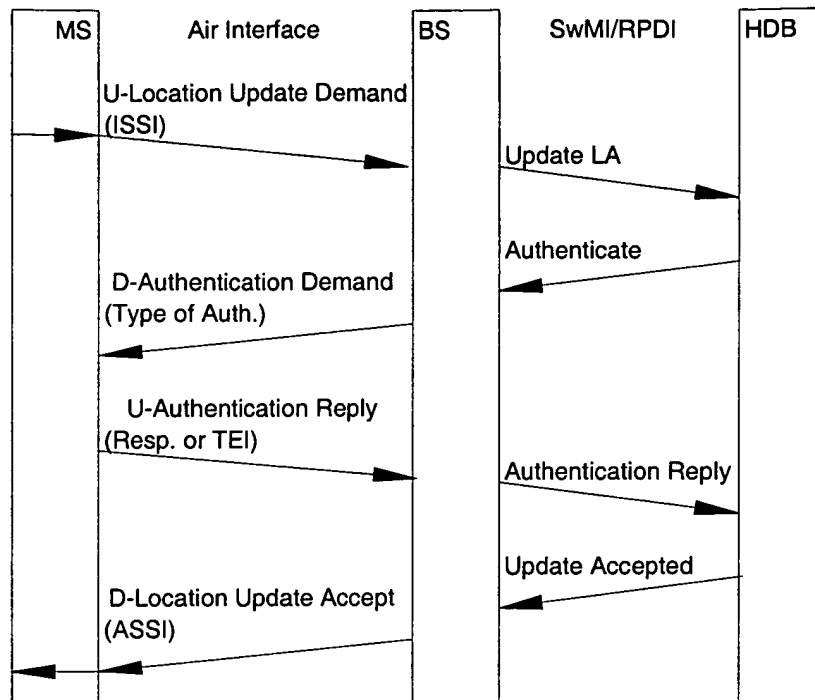 MS Air Interface BS SwMI/RPDI HDB
U-Location Update Demand
(ISSI)
Update LA
Authenticate
D-Authentication Demand
(Type of Auth.)
U-Authentication Reply
(Resp. or TEI)
Authentication Reply
Update Accepted
D-Location Update Accept
(ASSI)